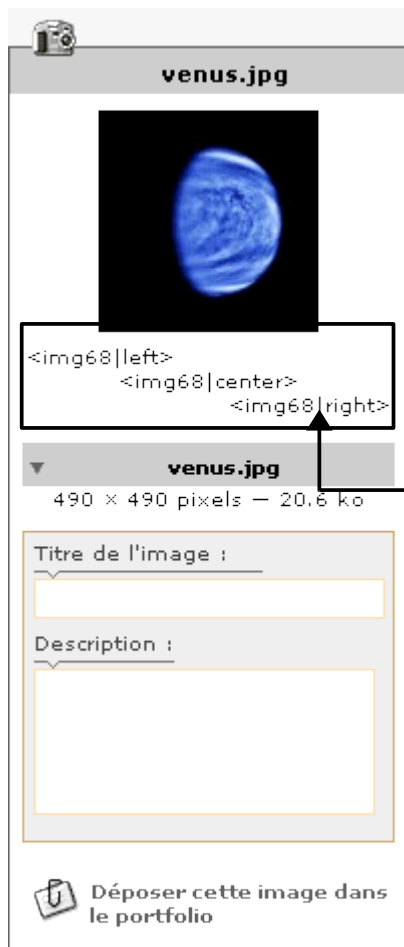 venus.jpg
<img68|left>
<img68|center>
<img68|right>
venus.jpg
490 × 490 pixels — 20.6 ko
Titre de l'image :
Description :
Déposer cette image dans
le portfolio